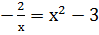 −2/x = x² − 3